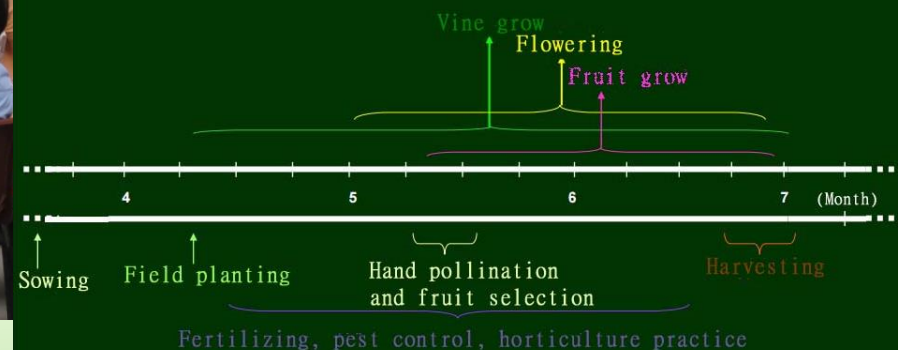 Vine grow
Flowering
Fruit grow
4 5 6 7 (Month)
Sowing
Field planting
Hand pollination
and fruit selection
Harvesting
Fertilizing, pest control, horticulture practice